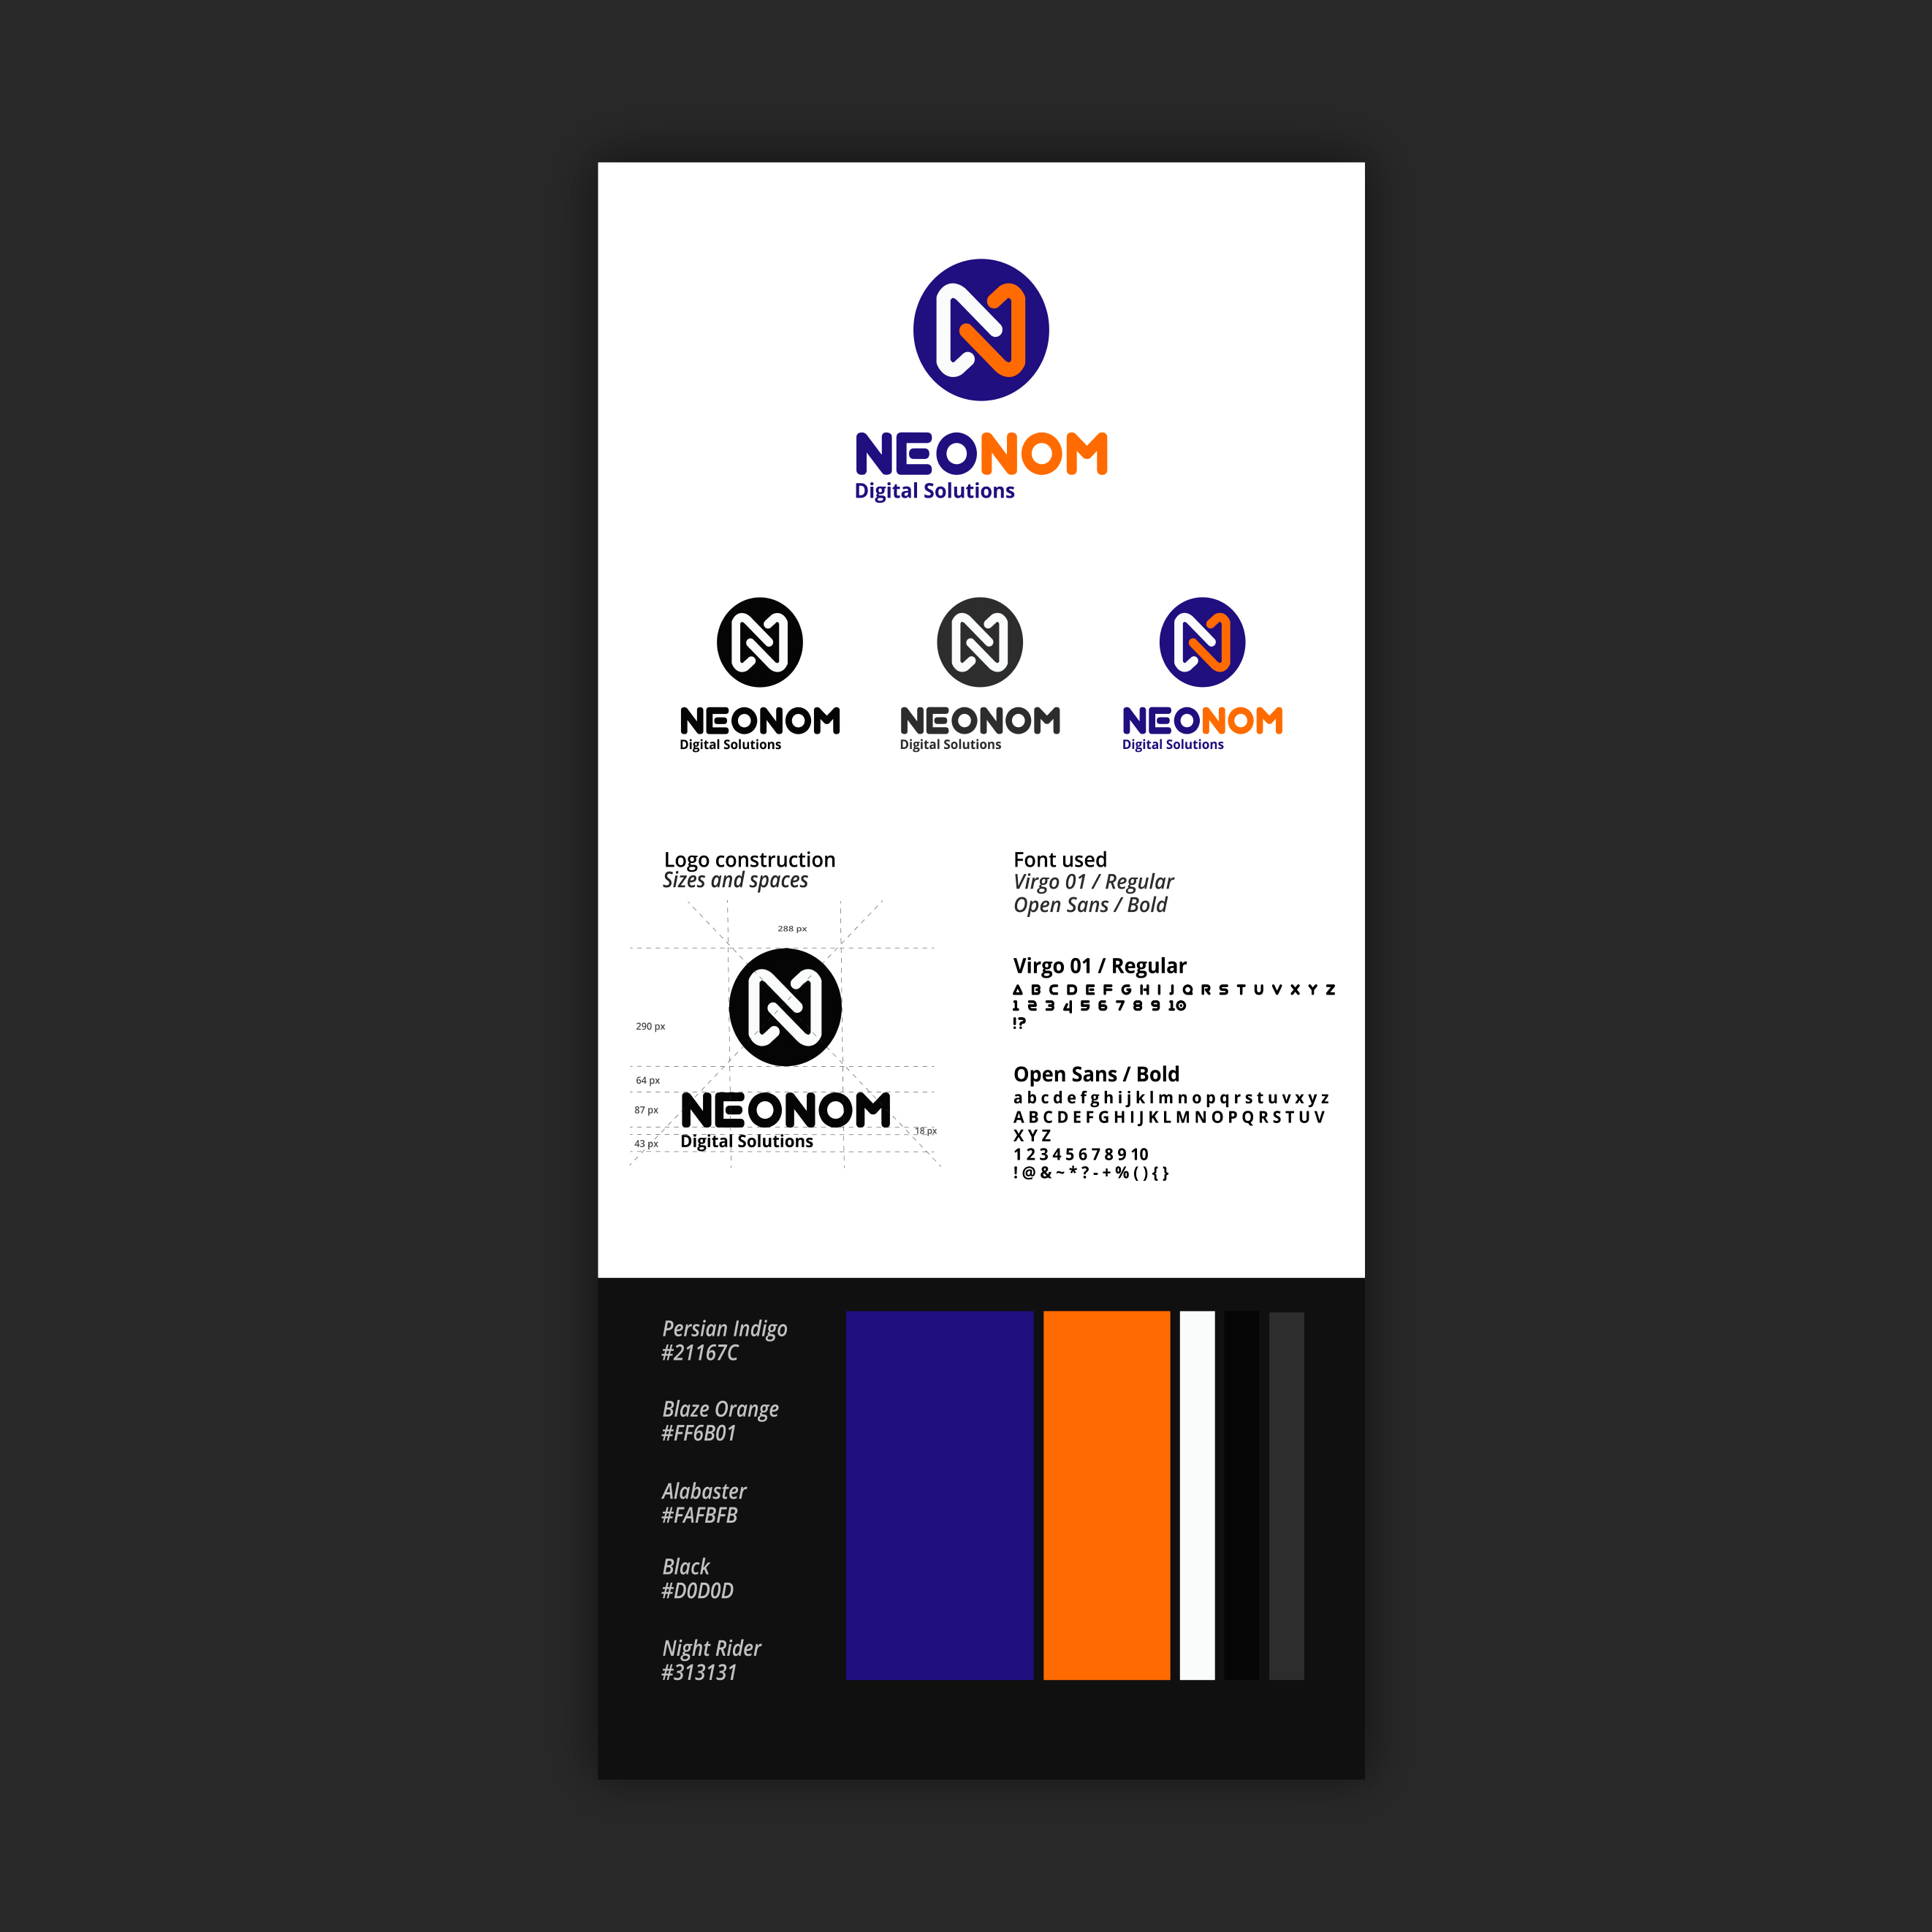 NEONOM
Digital Solutions
NEONOM
Digital Solutions
NEONOM
Digital Solutions
NEONOM
Digital Solutions
Logo construction
Sizes and spaces
288 px
290 px
64 px
87 px
43 px
18 px
NEONOM
Digital Solutions
Font used
Virgo 01 / Regular
Open Sans / Bold
Virgo 01 / Regular
A B C D E F G H I J Q R S T U V X Y Z
1 2 3 4 5 6 7 8 9 10
!?
Open Sans / Bold
a b c d e f g h i j k l m n o p q r s t u v x y z
A B C D E F G H I J K L M N O P Q R S T U V
X Y Z
1 2 3 4 5 6 7 8 9 10
! @ & ~ * ? - + % ( ) { }
Persian Indigo
#21167C
Blaze Orange
#FF6B01
Alabaster
#FAFBFB
Black
#D0D0D
Night Rider
#313131